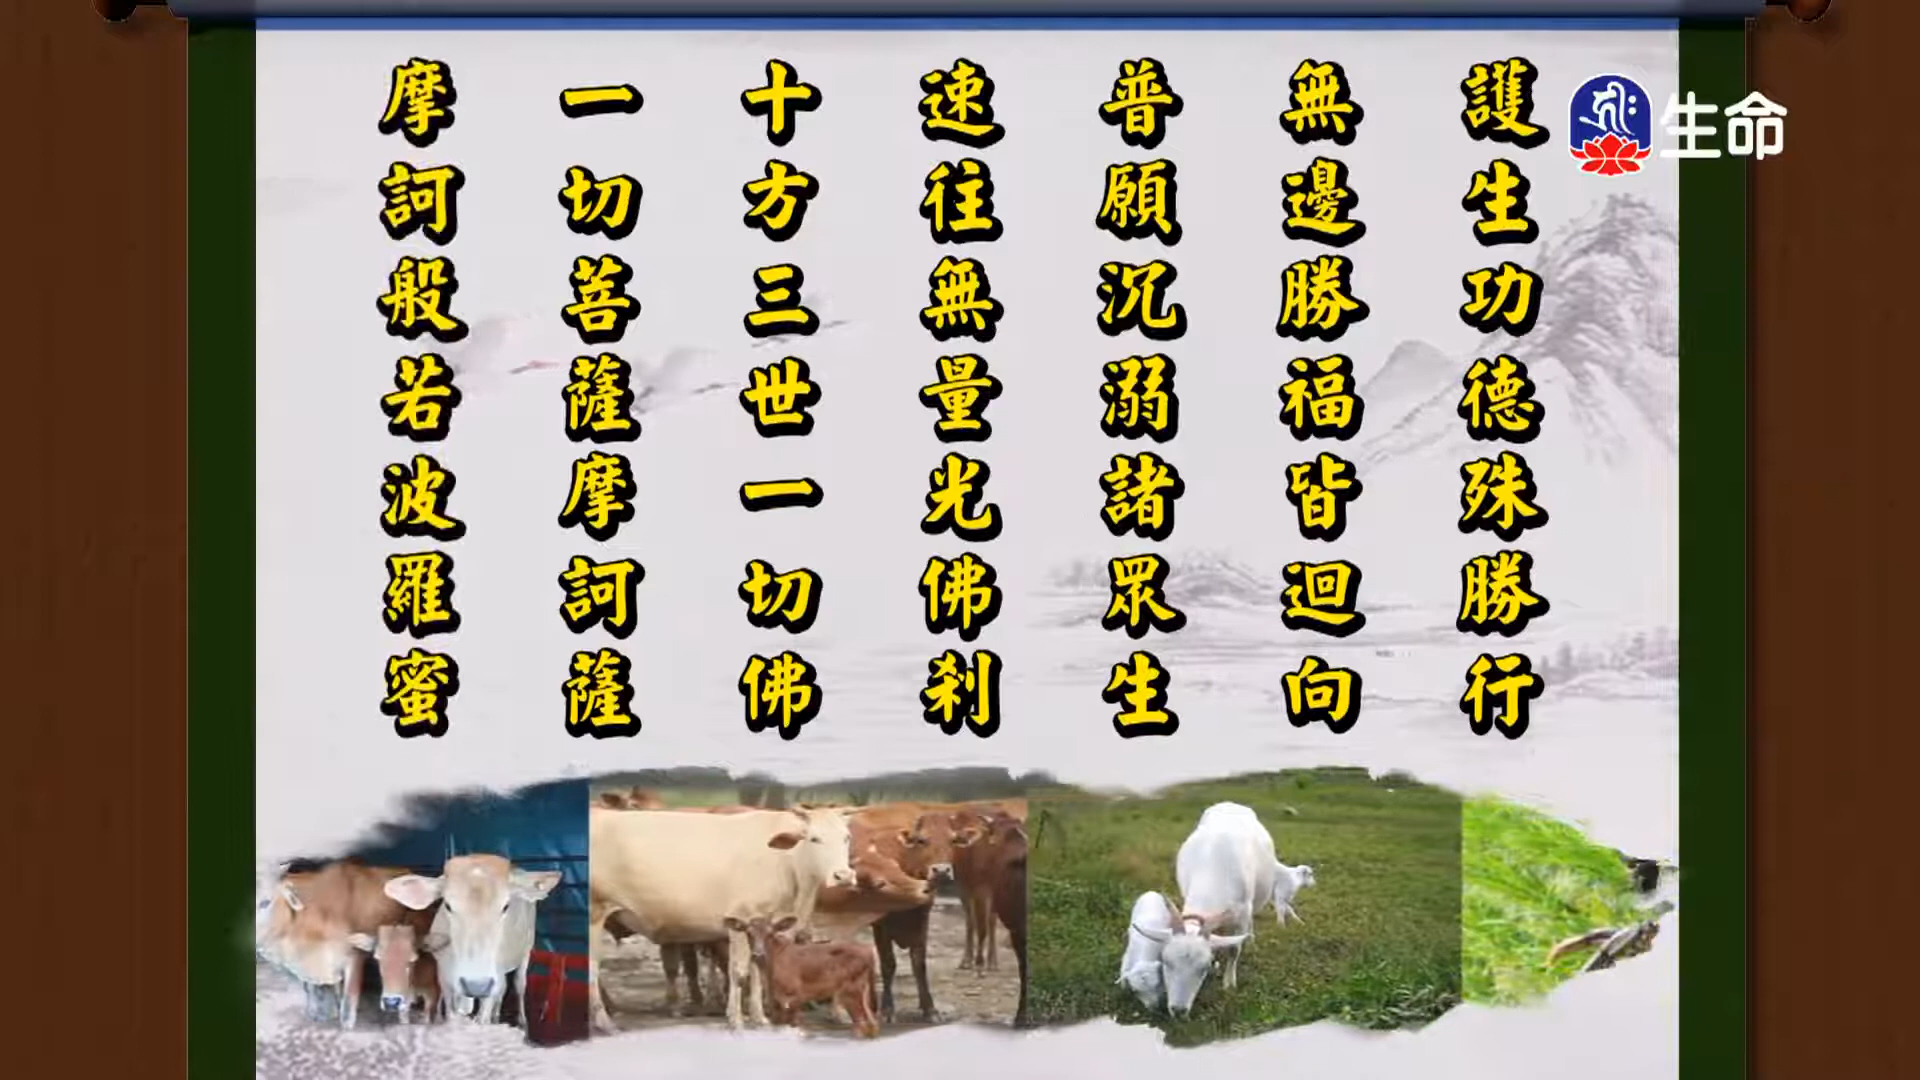 護生功德殊勝行
無邊勝福皆迴向
普願沉溺諸眾生
速往無量光佛剎
十方三世一切佛
一切菩薩摩訶薩
摩訶般若波羅蜜
生命